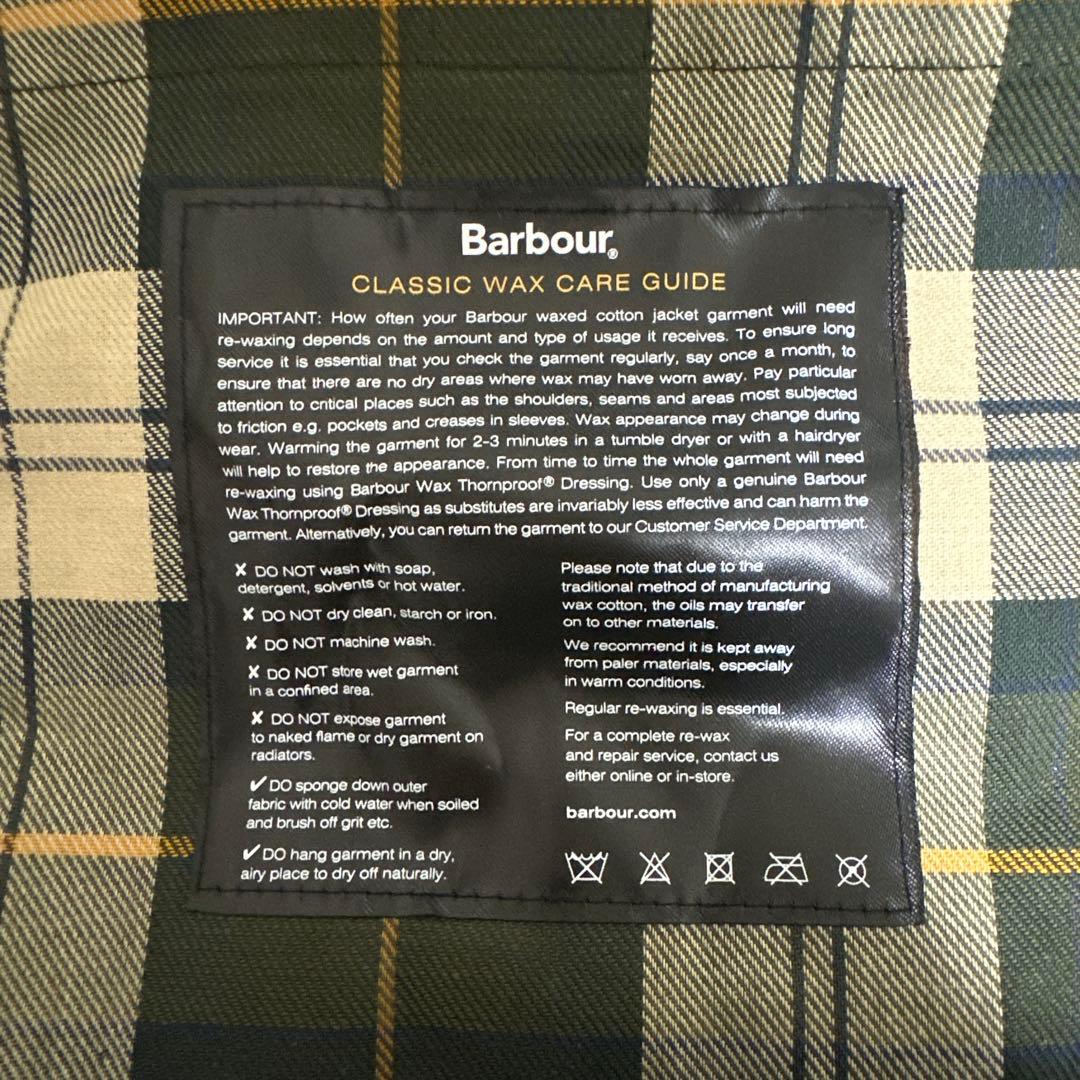 Barbour®
CLASSIC WAX CARE GUIDE
IMPORTANT: How often your Barbour waxed cotton jacket garment will need
re-waxing depends on the amount and type of usage it receives. To ensure long
service it is essential that you check the garment regularly, say once a month, to
ensure that there are no dry areas where wax may have worn away. Pay particular
attention to critical places such as the shoulders, seams and areas most subjected
to friction e.g. pockets and creases in sleeves. Wax appearance may change during
wear. Warming the garment for 2-3 minutes in a tumble dryer or with a hairdryer
will help to restore the appearance. From time to time the whole garment will need
re-waxing using Barbour Wax Thornproof® Dressing. Use only a genuine Barbour
Wax Thornproof® Dressing as substitutes are invariably less effective and can harm the
garment. Alternatively, you can return the garment to our Customer Service Department.
✘ DO NOT wash with soap,
detergent, solvents or hot water.
✘ DO NOT dry clean, starch or iron.
✘ DO NOT machine wash.
✘ DO NOT store wet garment
in a confined area.
✘ DO NOT expose garment
to naked flame or dry garment on
radiators.
✔ DO sponge down outer
fabric with cold water when soiled
and brush off grit etc.
✔ DO hang garment in a dry,
airy place to dry off naturally.
Please note that due to the
traditional method of manufacturing
wax cotton, the oils may transfer
on to other materials.
We recommend it is kept away
from paler materials, especially
in warm conditions.
Regular re-waxing is essential.
For a complete re-wax
and repair service, contact us
either online or in-store.
barbour.com